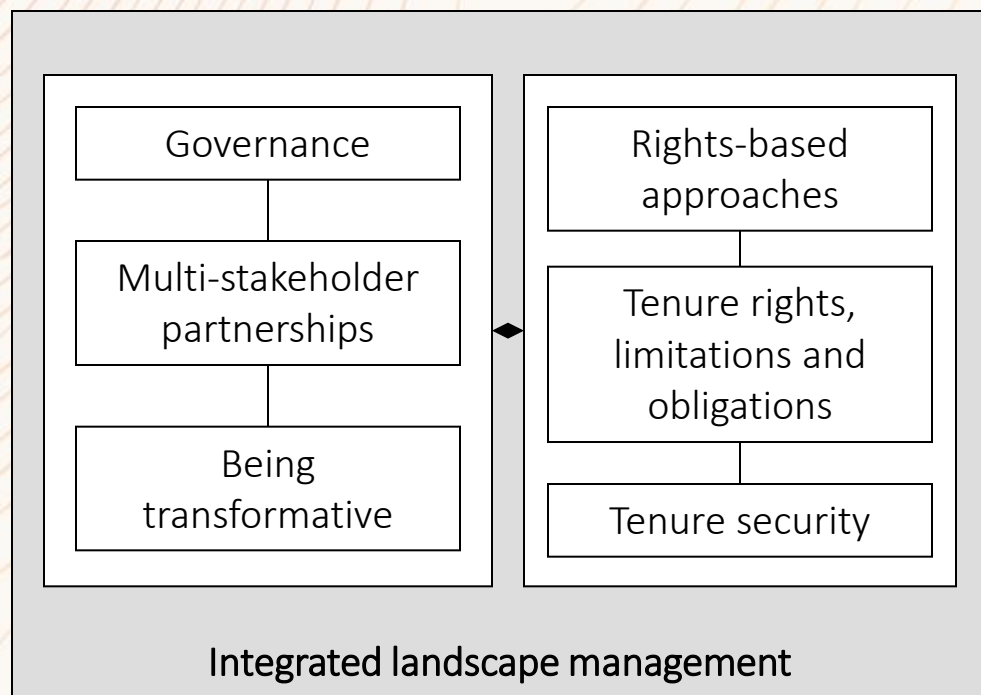 Governance
Multi-stakeholder
partnerships
Being
transformative
Rights-based
approaches
Tenure rights,
limitations and
obligations
Tenure security
Integrated landscape management